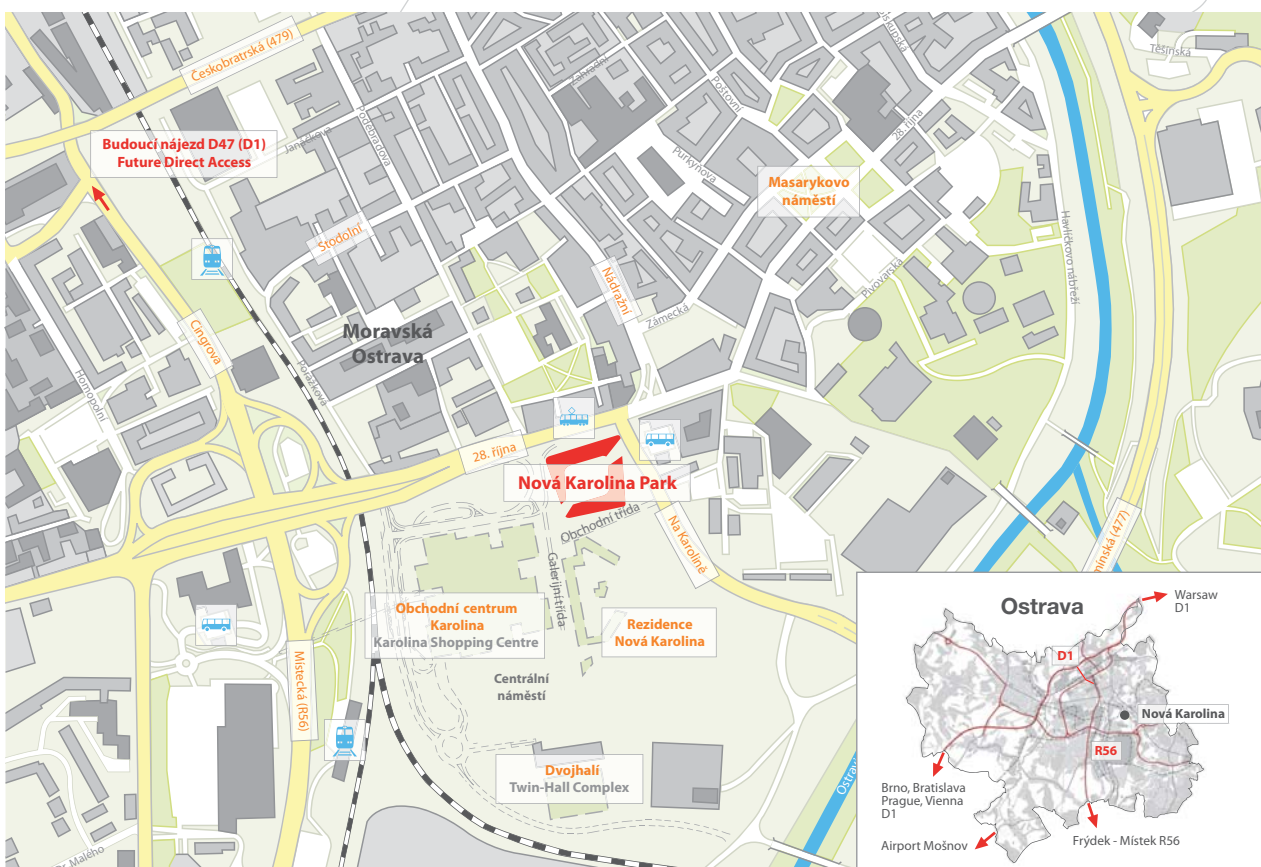 Českobratrská (479)
Těšínská
Zahradní
Poštovní
28. října
Budoucí nájezd D47 (D1)
Future Direct Access
Janáčkova
Poděbradova
Purkyňova
Masarykovo
náměstí
Havlíčkovo nábřeží
Stodolní
Nádražní
Pivovarská
Zámecká
Cingrova
Moravská
Ostrava
Porážkova
Homopolní
28. října
Nová Karolina Park
Obchodní třída
Na Karolině
Galerijní třída
Obchodní centrum
Karolina
Karolina Shopping Centre
Rezidence
Nová Karolina
Místecká (R56)
Centrální
náměstí
Dvojhalí
Twin-Hall Complex
Malého
Ostrava
Warsaw
D1
D1
Nová Karolina
R56
Brno, Bratislava
Prague, Vienna
D1
Airport Mošnov
Frýdek - Místek R56